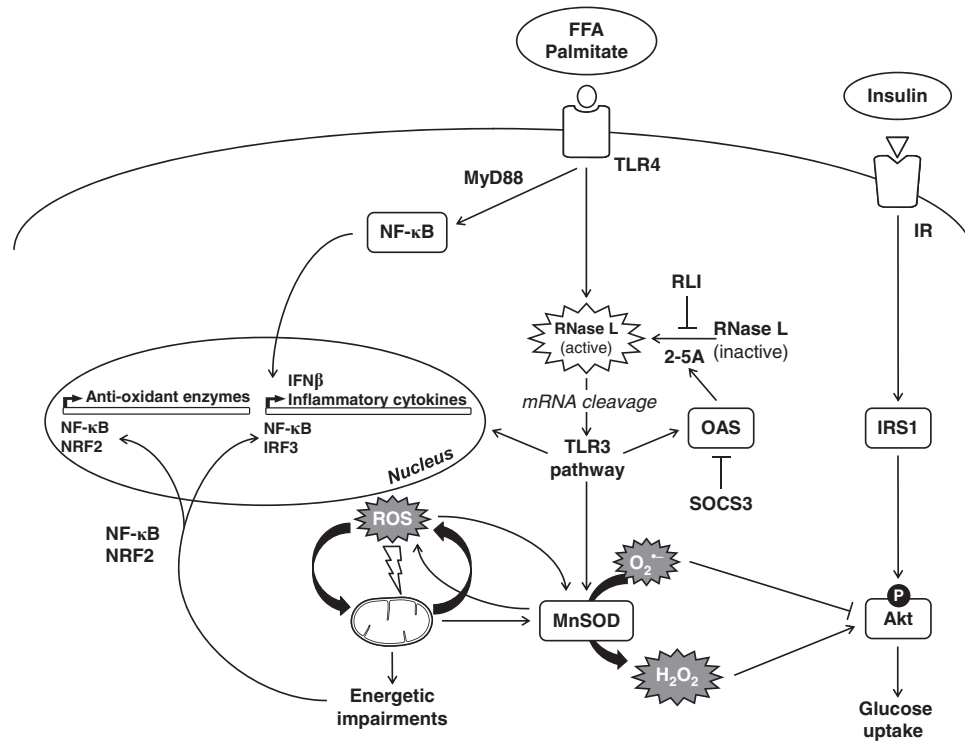 FFA
Palmitate
Insulin
TLR4
MyD88
IR
NF-κB
RLI
RNase L
(active)
RNase L
(inactive)
2-5A
IFNβ
Anti-oxidant enzymes
Inflammatory cytokines
NF-κB
NRF2
NF-κB
IRF3
mRNA cleavage
OAS
IRS1
TLR3
pathway
Nucleus
SOCS3
ROS
NF-κB
NRF2
O2•–
P
MnSOD
Akt
H2O2
Energetic
impairments
Glucose
uptake